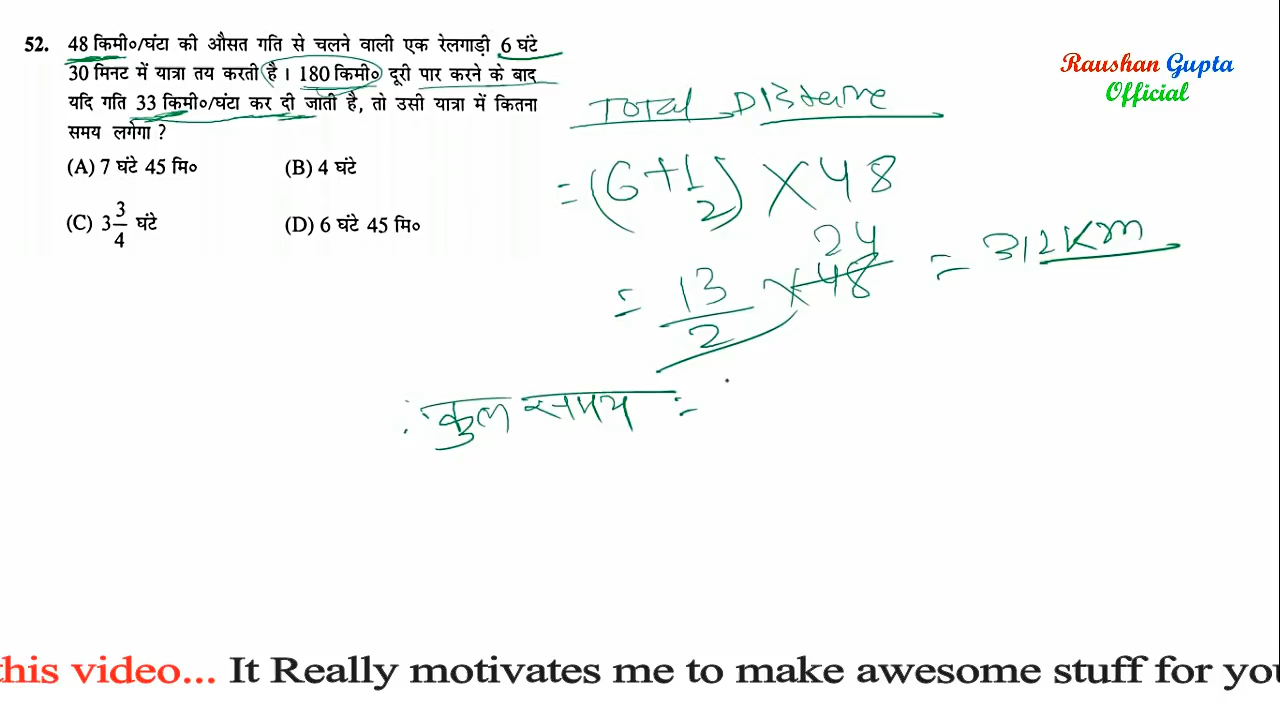 52. 48 किमी०/घंटा की औसत गति से चलने वाली एक रेलगाड़ी 6 घंटे
30 मिनट में यात्रा तय करती है। 180 किमी० दूरी पार करने के बाद
यदि गति 33 किमी०/घंटा कर दी जाती है, तो उसी यात्रा में कितना
समय लगेगा ?
(A) 7 घंटे 45 मि० (B) 4 घंटे
(C) 3 3/4 घंटे (D) 6 घंटे 45 मि०
Raushan Gupta
Official
Total Distance
= (6+1/2) × 48
= 13/2 × 48 24 = 312 Km
∴ कुल समय =
this video... It Really motivates me to make awesome stuff for you